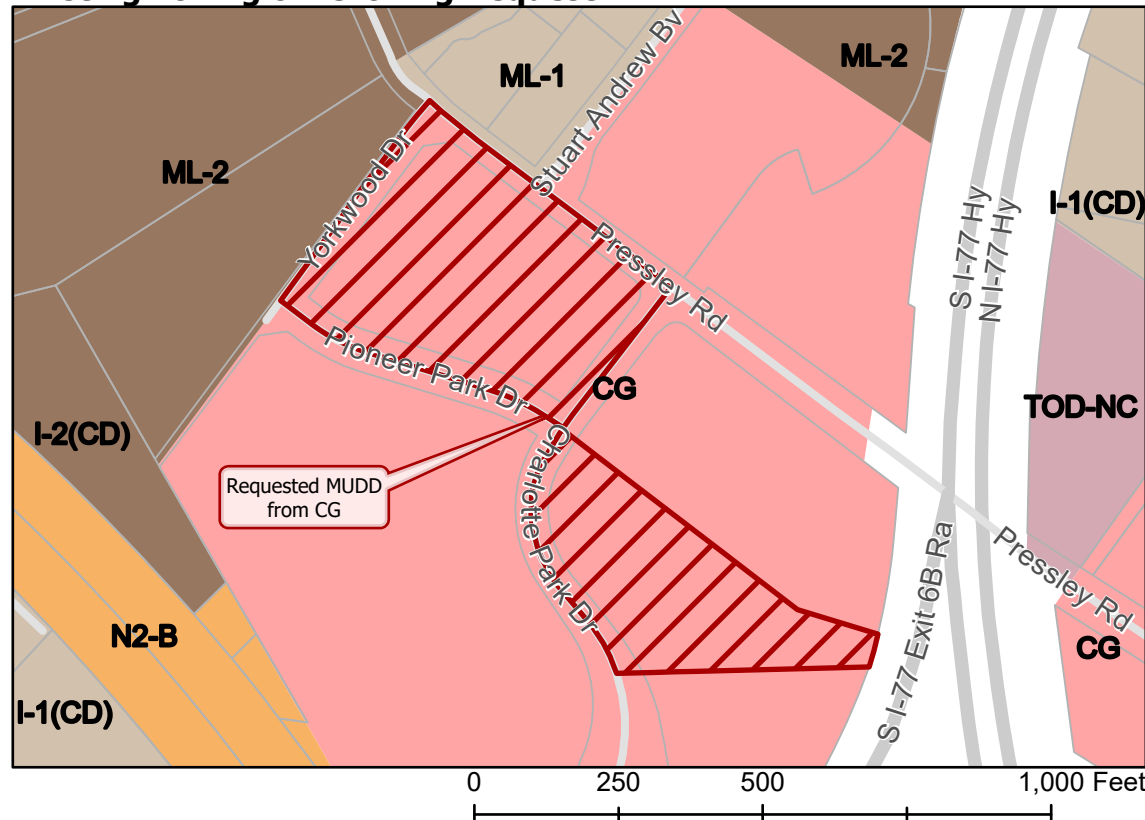 ML-1
Stuart Andrew Bv
ML-2
ML-2
Yorkwood Dr
I-1(CD)
S I-77 Hy
N I-77 Hy
Pressley Rd
Pioneer Park Dr
CG
TOD-NC
I-2(CD)
Charlotte Park Dr
Requested MUDD
from CG
Pressley Rd
S I-77 Exit 6B Ra
N2-B
CG
I-1(CD)
0 250 500 1,000 Feet